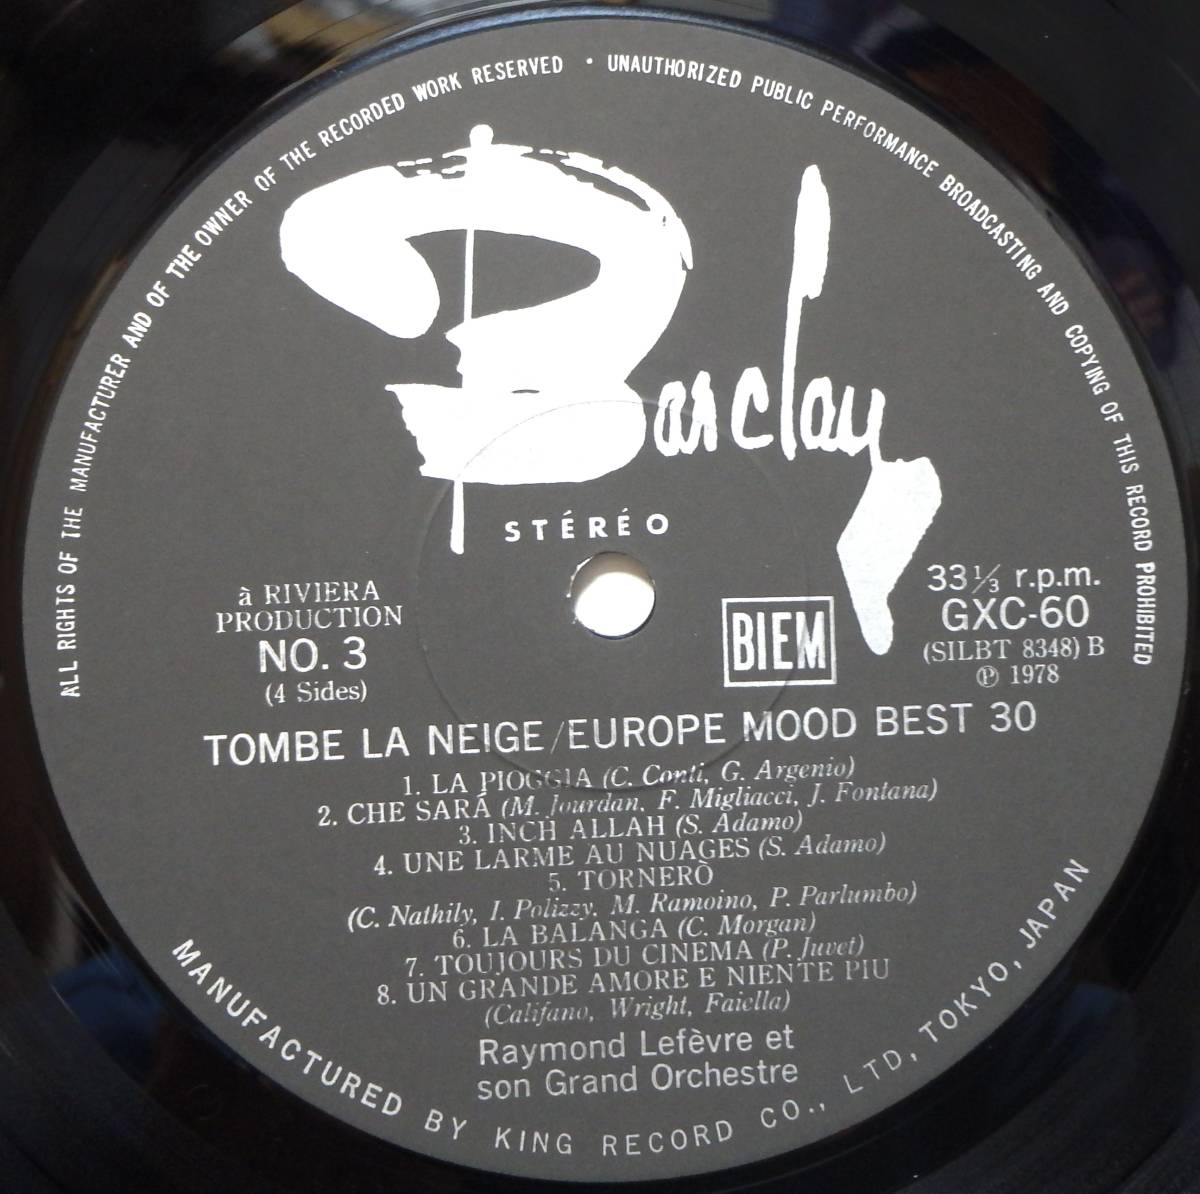 ALL RIGHTS OF THE MANUFACTURER AND OF THE OWNER OF THE RECORDED WORK RESERVED • UNAUTHORIZED PUBLIC PERFORMANCE BROADCASTING AND COPYING OF THIS RECORD PROHIBITED
Barclay
STÉRÉO
à RIVIERA
PRODUCTION
NO. 3
(4 Sides)
BIEM
33 1/3 r.p.m.
GXC-60
(SILBT 8348) B
Ⓟ 1978
TOMBE LA NEIGE/EUROPE MOOD BEST 30
1. LA PIOGGIA (C. Conti, G. Argenio)
2. CHE SARÁ (M. Jourdan, F. Migliacci, J. Fontana)
3. INCH ALLAH (S. Adamo)
4. UNE LARME AU NUAGES (S. Adamo)
5. TORNERÒ
(C. Nathily, I. Polizzy, M. Ramoino, P. Parlumbo)
6. LA BALANGA (C. Morgan)
7. TOUJOURS DU CINEMA (P. Juvet)
8. UN GRANDE AMORE E NIENTE PIU
(Califano, Wright, Faiella)
Raymond Lefèvre et
son Grand Orchestre
MANUFACTURED BY KING RECORD CO., LTD, TOKYO, JAPAN